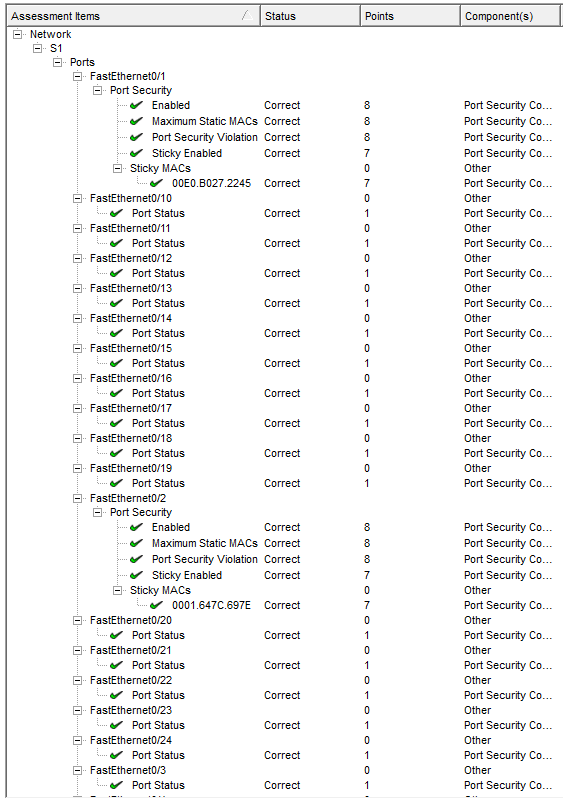 Assessment Items Status Points Component(s)
Network
S1
Ports
FastEthernet0/1
Port Security
Enabled Correct 8 Port Security Co...
Maximum Static MACs Correct 8 Port Security Co...
Port Security Violation Correct 8 Port Security Co...
Sticky Enabled Correct 7 Port Security Co...
Sticky MACs 0 Other
00E0.B027.2245 Correct 7 Port Security Co...
FastEthernet0/10 0 Other
Port Status Correct 1 Port Security Co...
FastEthernet0/11 0 Other
Port Status Correct 1 Port Security Co...
FastEthernet0/12 0 Other
Port Status Correct 1 Port Security Co...
FastEthernet0/13 0 Other
Port Status Correct 1 Port Security Co...
FastEthernet0/14 0 Other
Port Status Correct 1 Port Security Co...
FastEthernet0/15 0 Other
Port Status Correct 1 Port Security Co...
FastEthernet0/16 0 Other
Port Status Correct 1 Port Security Co...
FastEthernet0/17 0 Other
Port Status Correct 1 Port Security Co...
FastEthernet0/18 0 Other
Port Status Correct 1 Port Security Co...
FastEthernet0/19 0 Other
Port Status Correct 1 Port Security Co...
FastEthernet0/2
Port Security
Enabled Correct 8 Port Security Co...
Maximum Static MACs Correct 8 Port Security Co...
Port Security Violation Correct 8 Port Security Co...
Sticky Enabled Correct 7 Port Security Co...
Sticky MACs 0 Other
0001.647C.697E Correct 7 Port Security Co...
FastEthernet0/20 0 Other
Port Status Correct 1 Port Security Co...
FastEthernet0/21 0 Other
Port Status Correct 1 Port Security Co...
FastEthernet0/22 0 Other
Port Status Correct 1 Port Security Co...
FastEthernet0/23 0 Other
Port Status Correct 1 Port Security Co...
FastEthernet0/24 0 Other
Port Status Correct 1 Port Security Co...
FastEthernet0/3 0 Other
Port Status Correct 1 Port Security Co...